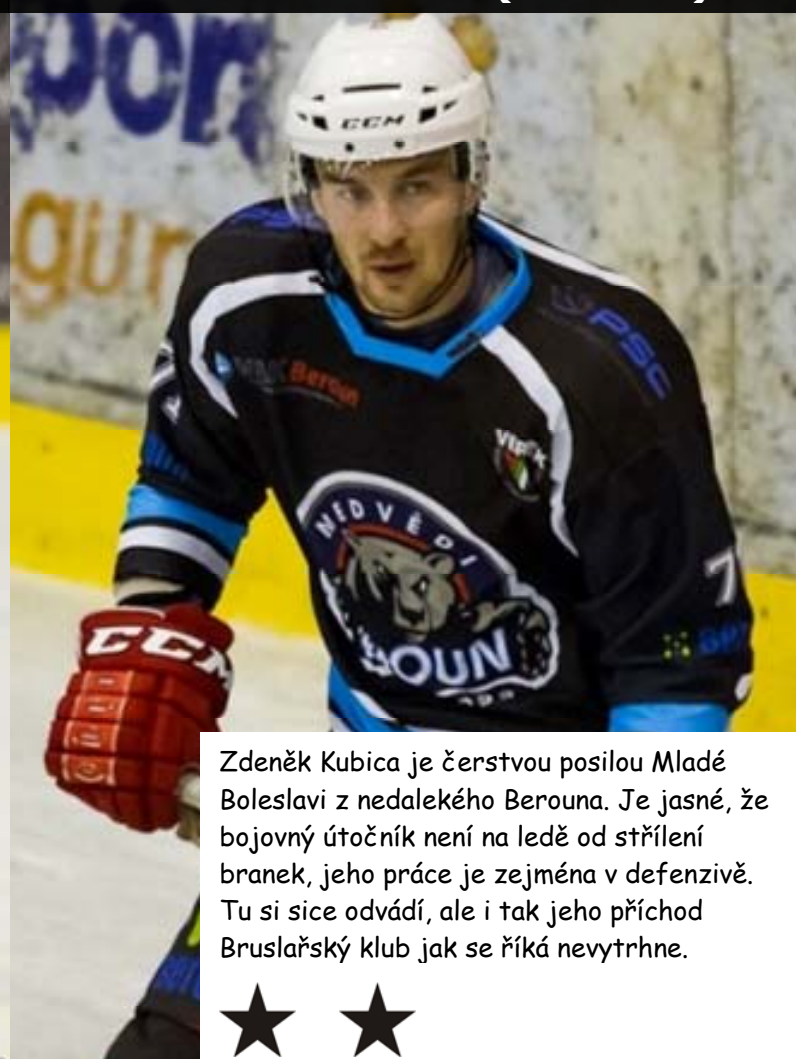 CCM
PSC
Beroun
MEDVĚDI
7
CCM
Zdeněk Kubica je čerstvou posilou Mladé
Boleslavi z nedalekého Berouna. Je jasné, že
bojovný útočník není na ledě od střílení
branek, jeho práce je zejména v defenzivě.
Tu si sice odvádí, ale i tak jeho příchod
Bruslařský klub jak se říká nevytrhne.